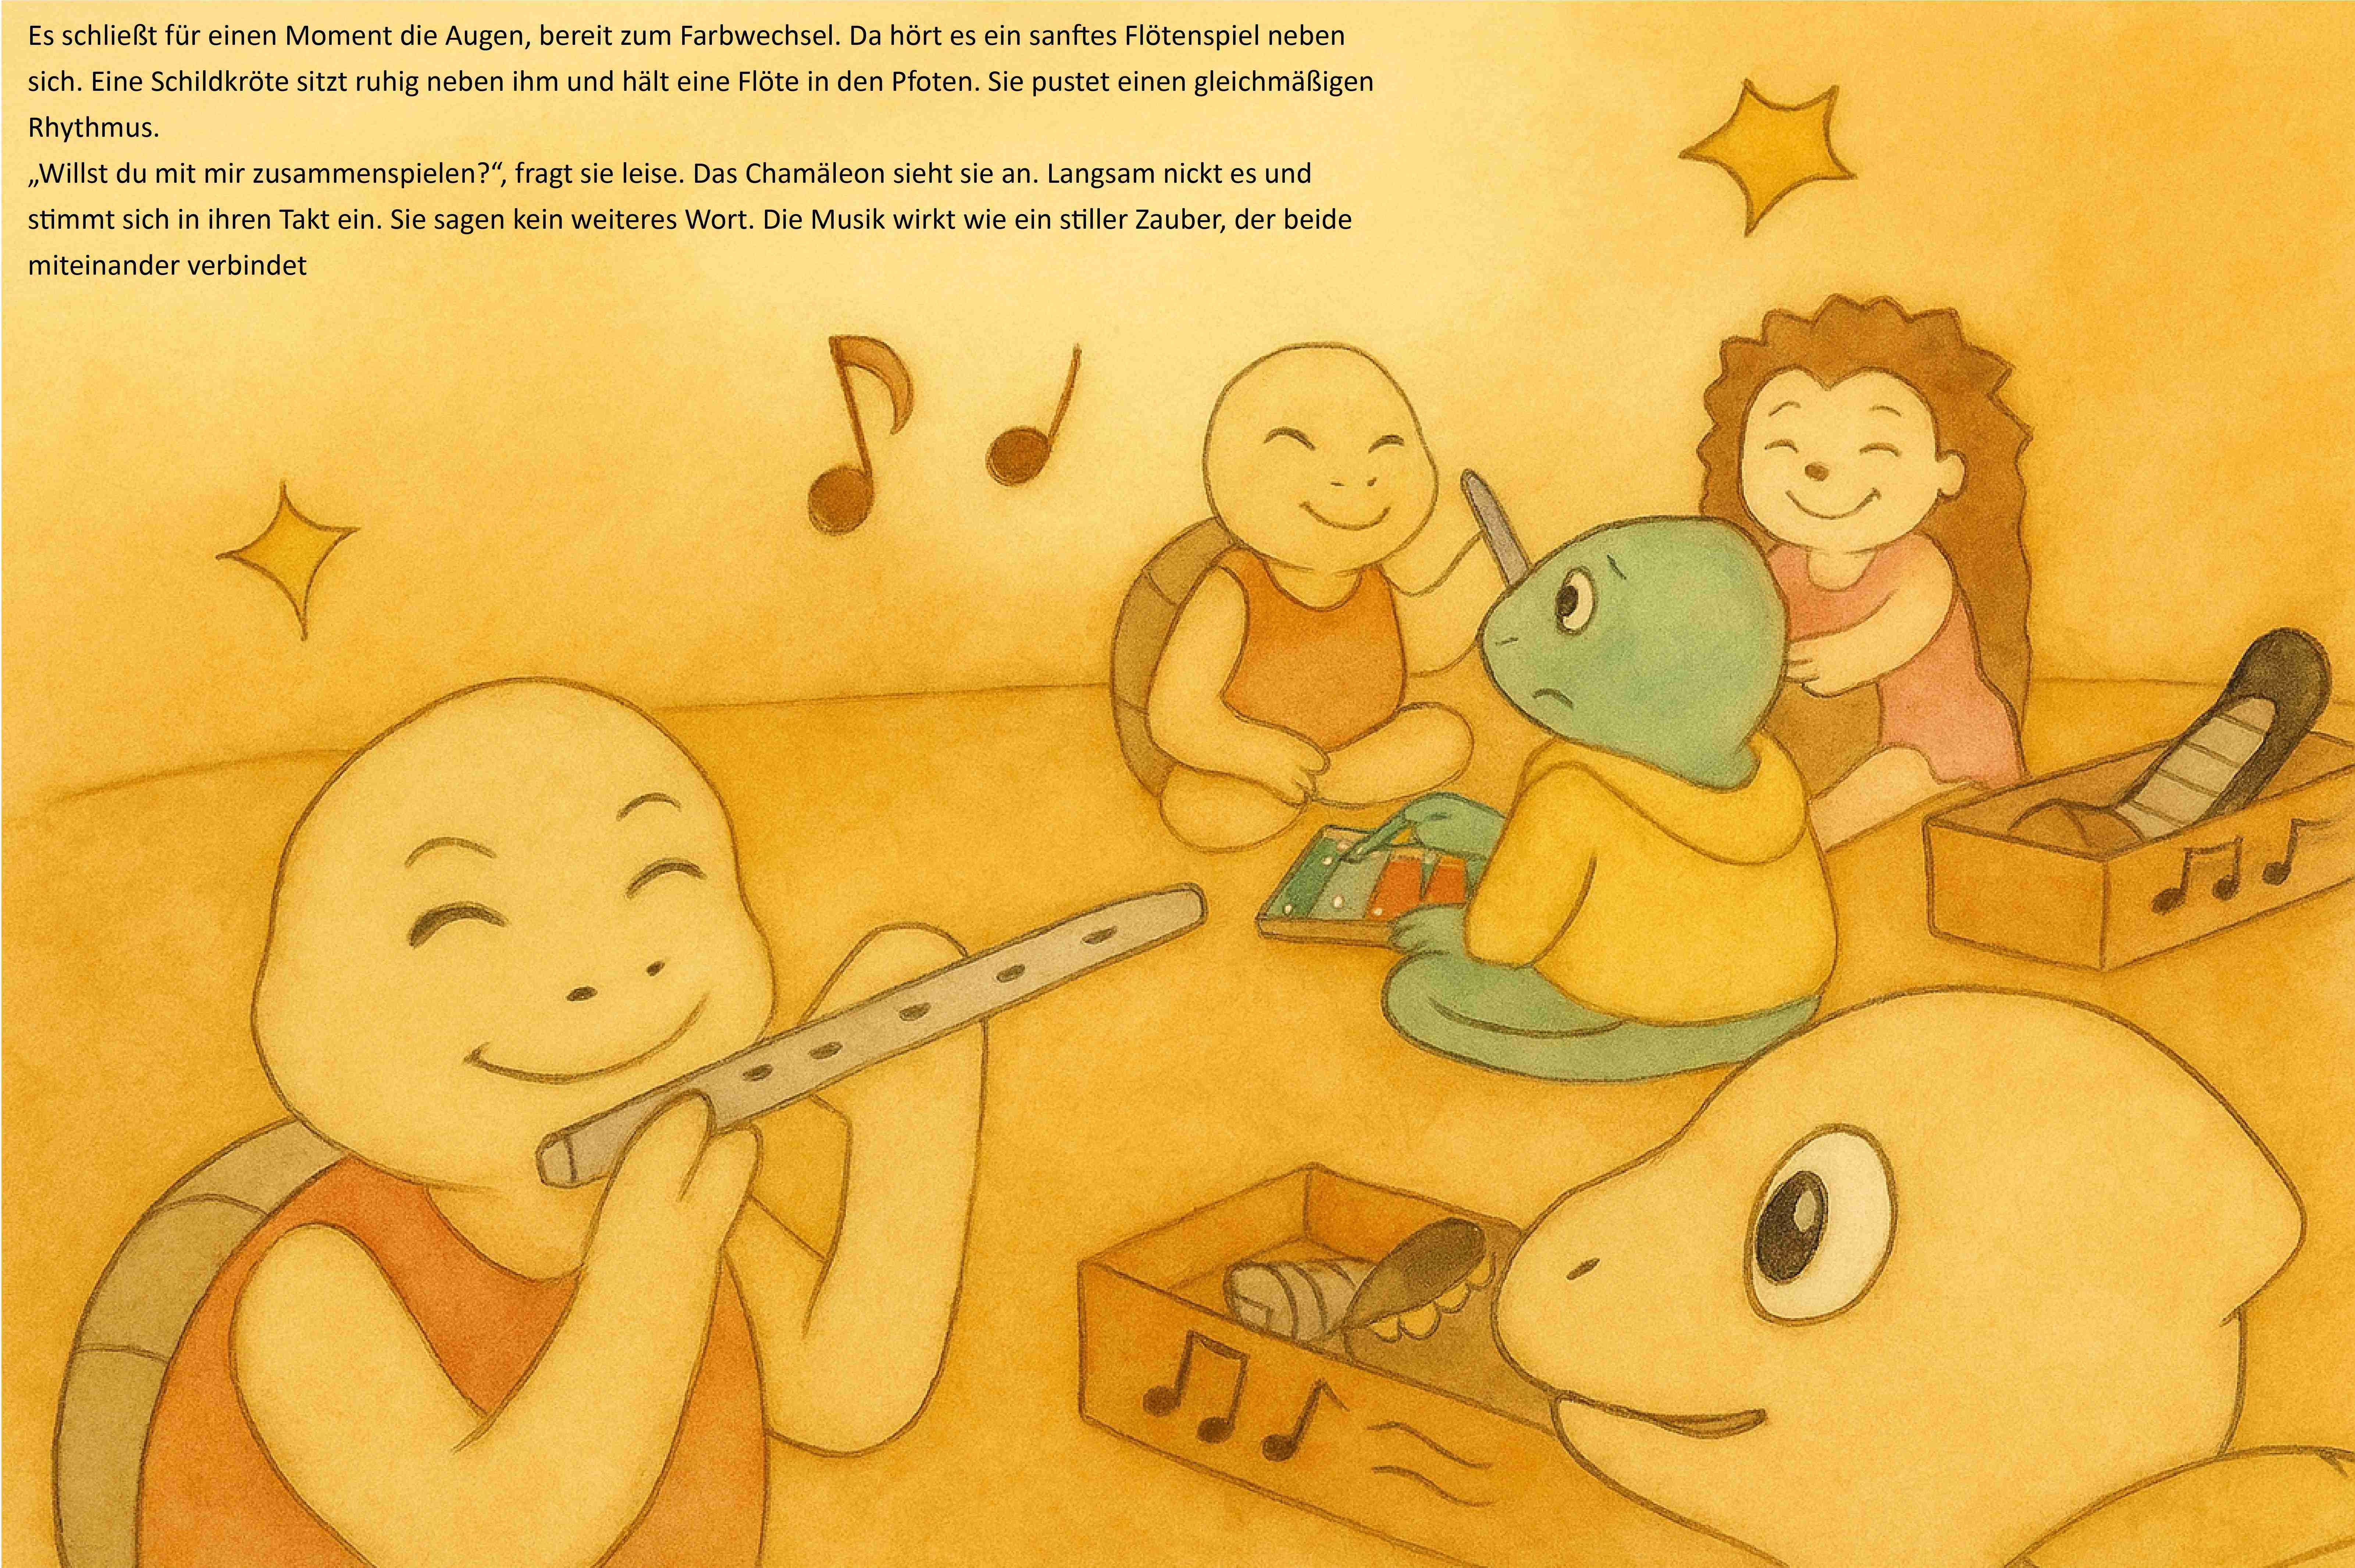 Es schließt für einen Moment die Augen, bereit zum Farbwechsel. Da hört es ein sanftes Flötenspiel neben
sich. Eine Schildkröte sitzt ruhig neben ihm und hält eine Flöte in den Pfoten. Sie pustet einen gleichmäßigen
Rhythmus.
„Willst du mit mir zusammenspielen?“, fragt sie leise. Das Chamäleon sieht sie an. Langsam nickt es und
stimmt sich in ihren Takt ein. Sie sagen kein weiteres Wort. Die Musik wirkt wie ein stiller Zauber, der beide
miteinander verbindet